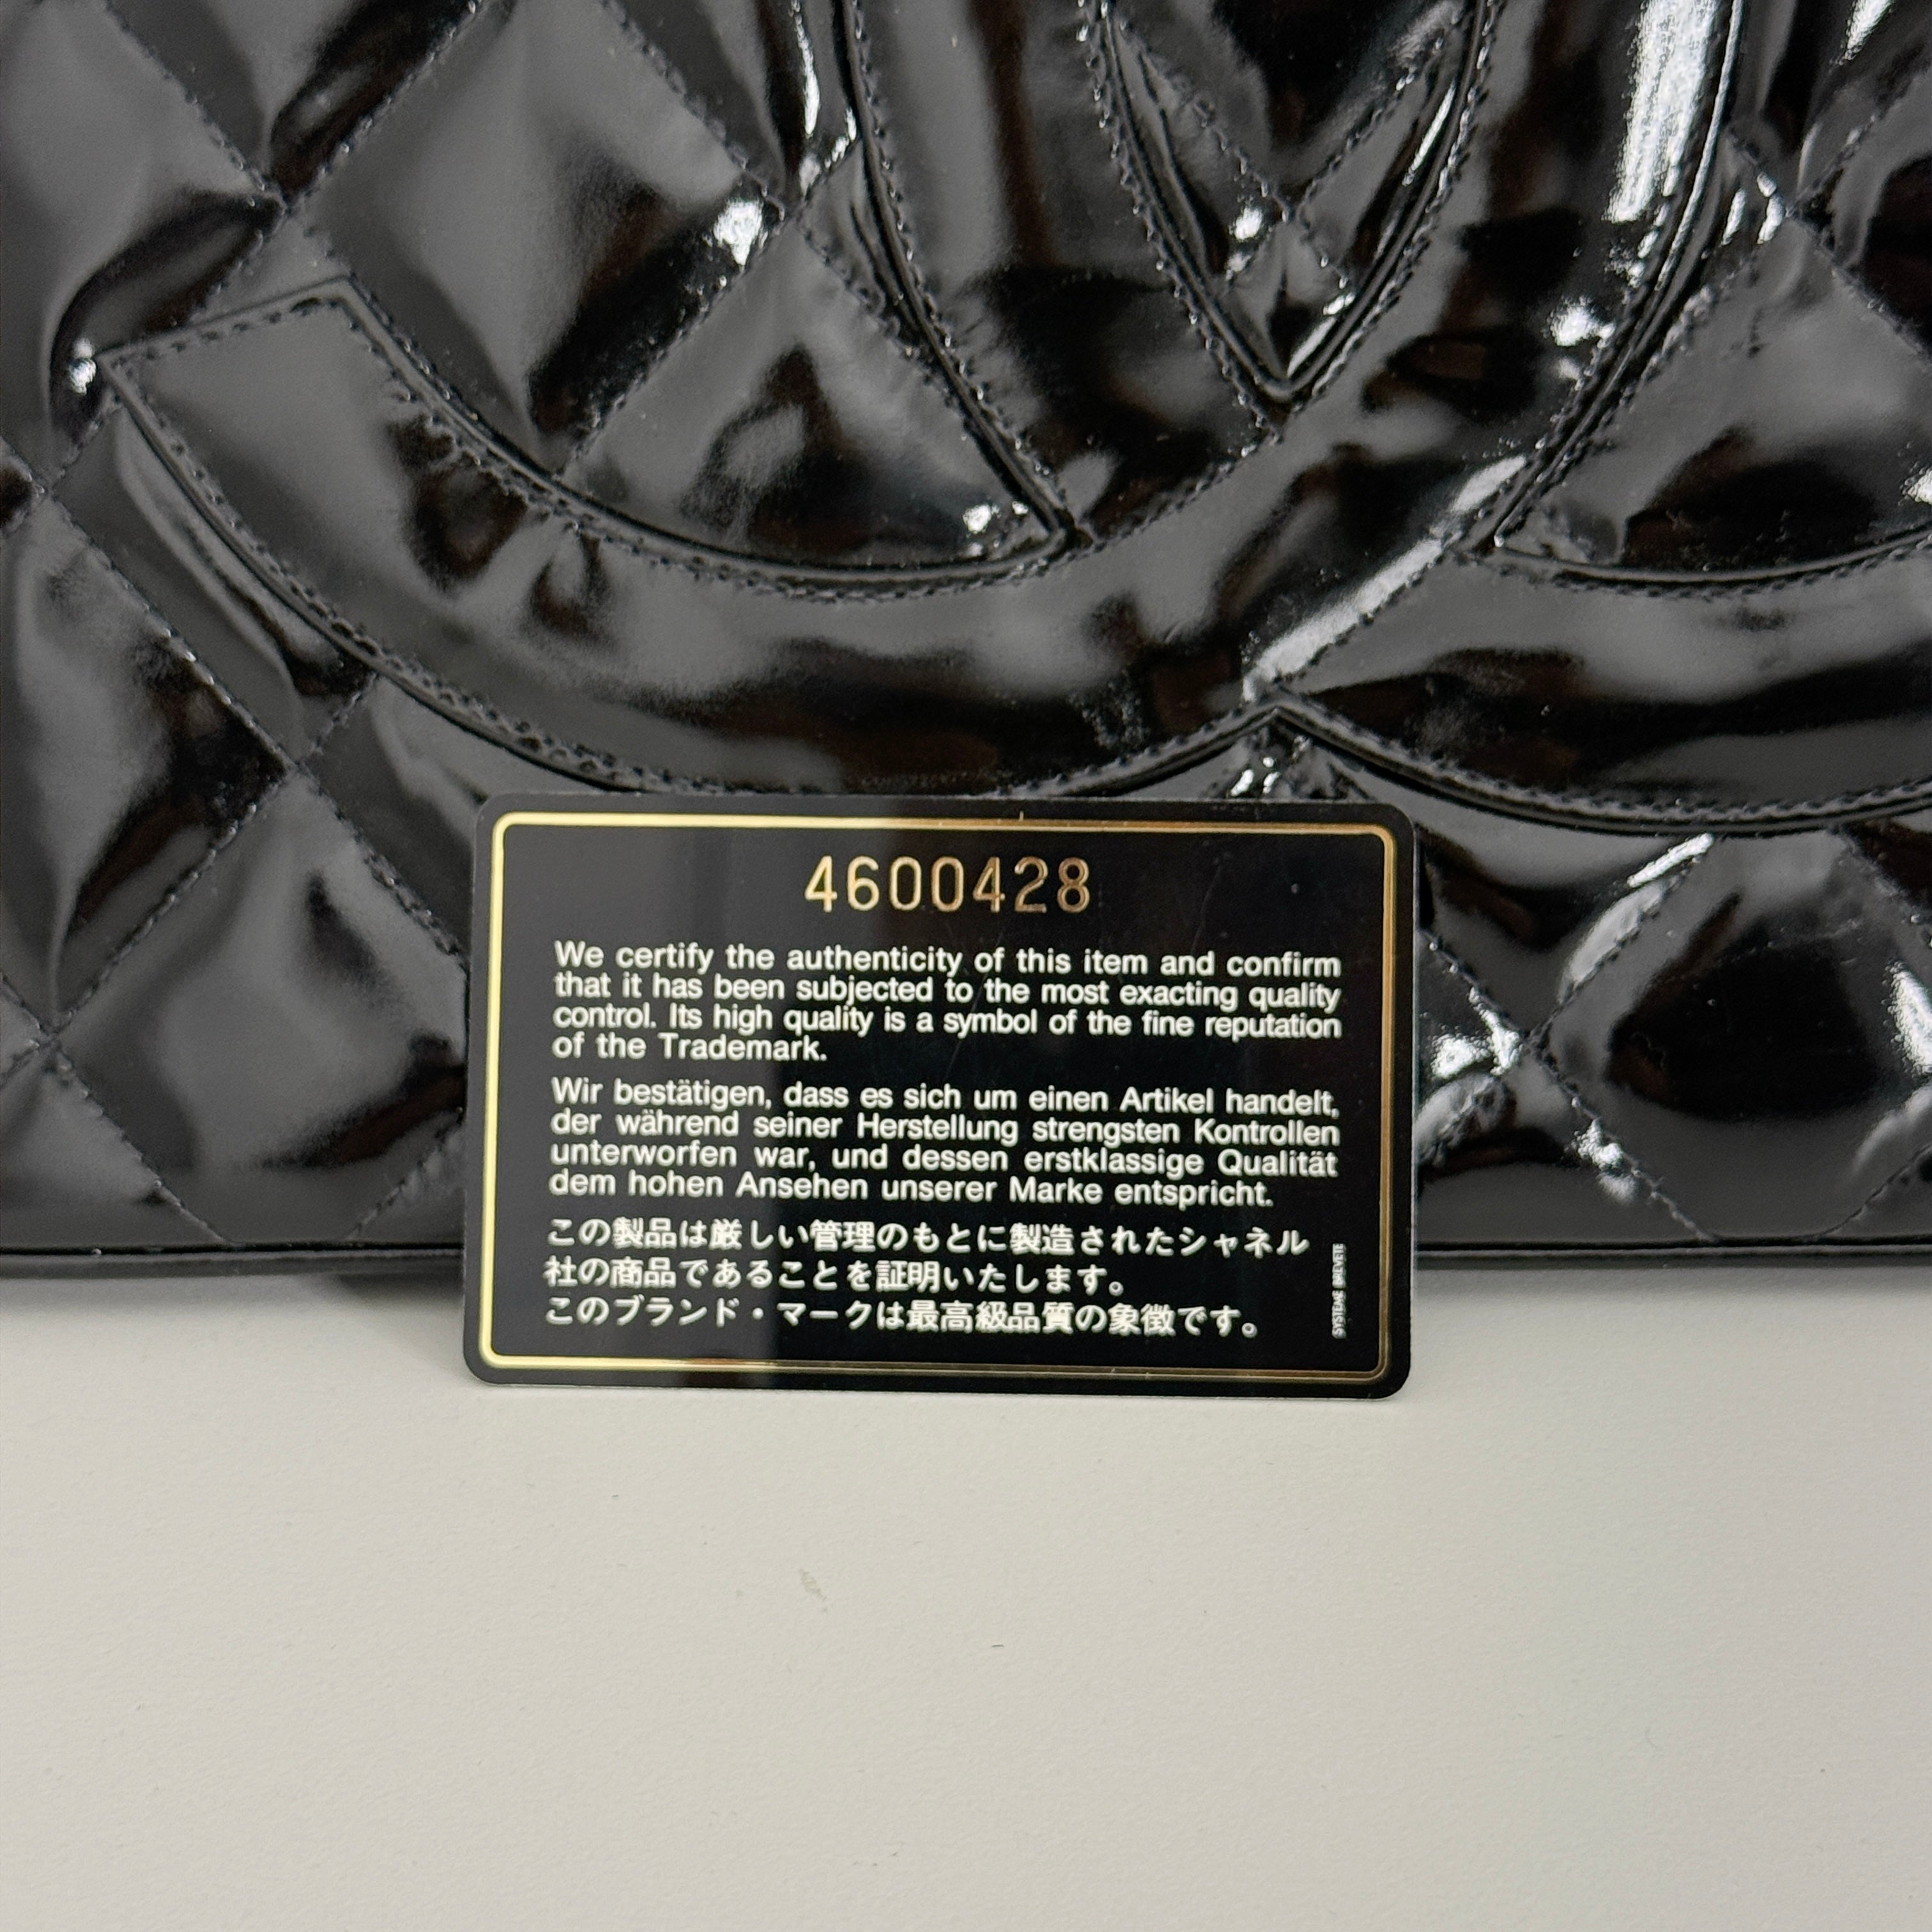 4600428
We certify the authenticity of this item and confirm
that it has been subjected to the most exacting quality
control. Its high quality is a symbol of the fine reputation
of the Trademark.
Wir bestätigen, dass es sich um einen Artikel handelt,
der während seiner Herstellung strengsten Kontrollen
unterworfen war, und dessen erstklassige Qualität
dem hohen Ansehen unserer Marke entspricht.
この製品は厳しい管理のもとに製造されたシャネル
社の商品であることを証明いたします。
このブランド・マークは最高級品質の象徴です。
SYSTEME BREVETE